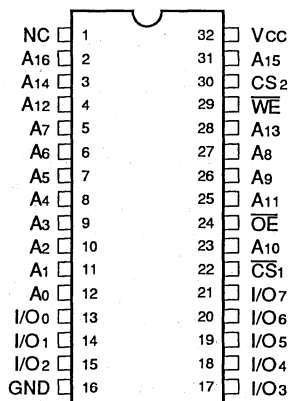 NC 1 32 VCC
A16 2 31 A15
A14 3 30 CS2
A12 4 29 W̅E̅
A7 5 28 A13
A6 6 27 A8
A5 7 26 A9
A4 8 25 A11
A3 9 24 O̅E̅
A2 10 23 A10
A1 11 22 C̅S̅1
A0 12 21 I/O7
I/O0 13 20 I/O6
I/O1 14 19 I/O5
I/O2 15 18 I/O4
GND 16 17 I/O3